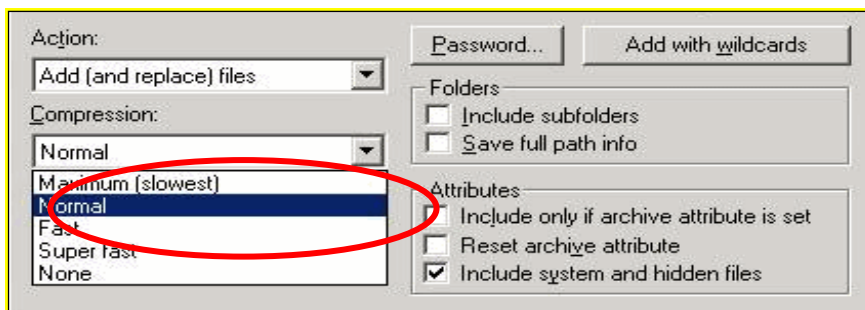 Action:
Add (and replace) files
Compression:
Normal
Maximum (slowest)
Normal
Fast
Super fast
None
Password...
Add with wildcards
Folders
Include subfolders
Save full path info
Attributes
Include only if archive attribute is set
Reset archive attribute
Include system and hidden files